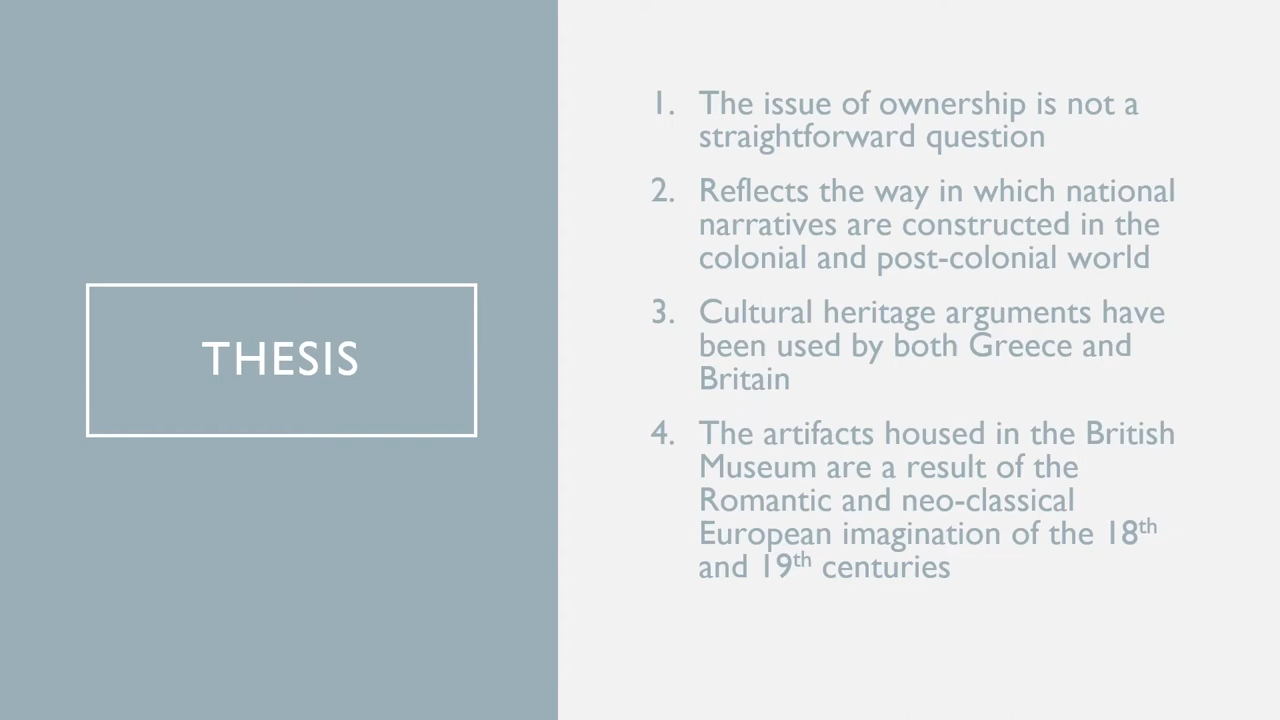 THESIS
1. The issue of ownership is not a
straightforward question
2. Reflects the way in which national
narratives are constructed in the
colonial and post-colonial world
3. Cultural heritage arguments have
been used by both Greece and
Britain
4. The artifacts housed in the British
Museum are a result of the
Romantic and neo-classical
European imagination of the 18th
and 19th centuries